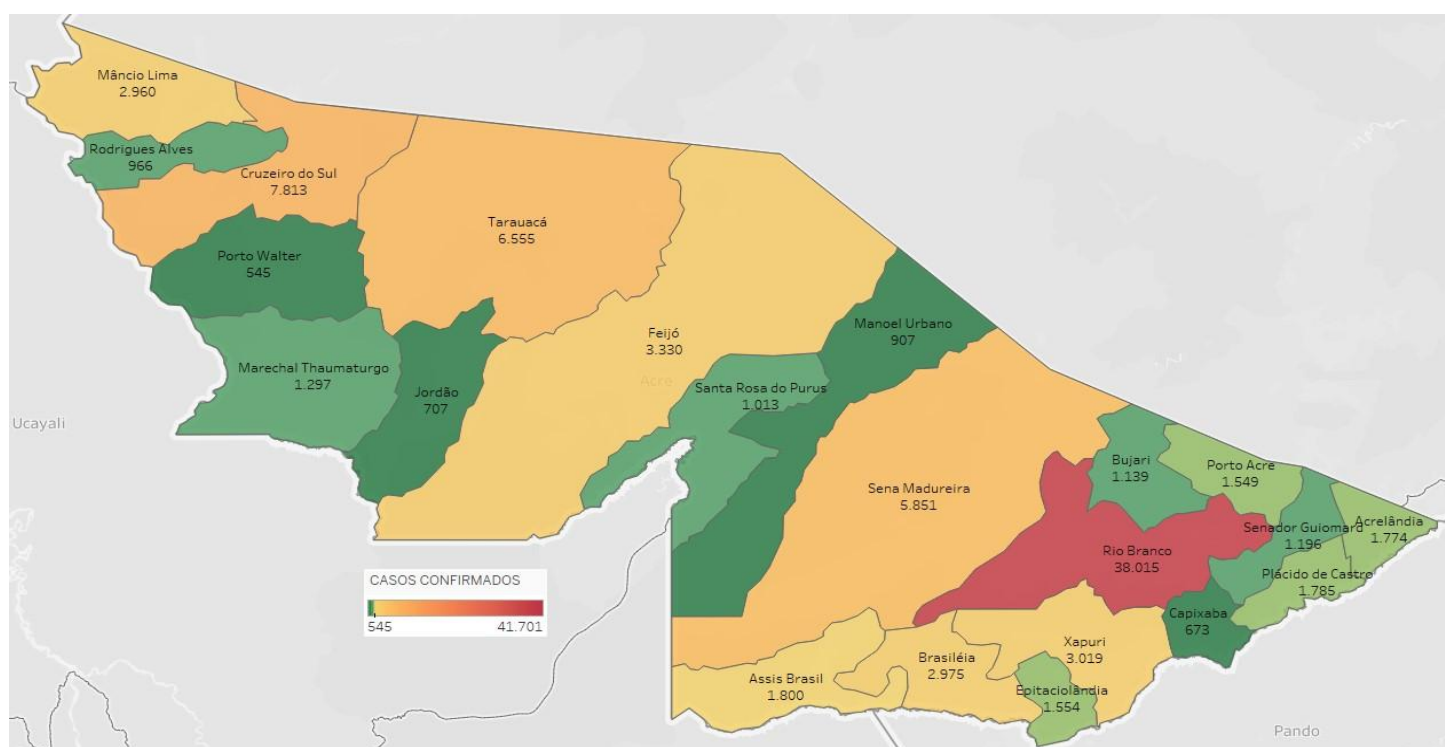 Mâncio Lima
2.960
Rodrigues Alves
966
Cruzeiro do Sul
7.813
Tarauacá
6.555
Porto Walter
545
Feijó
3.330
Manoel Urbano
907
Marechal Thaumaturgo
1.297
Jordão
707
Acre
Santa Rosa do Purus
1.013
Ucayali
Sena Madureira
5.851
Bujari
1.139
Porto Acre
1.549
Senador Guiomard
1.196
Acrelândia
1.774
Rio Branco
38.015
Plácido de Castro
1.785
CASOS CONFIRMADOS
545
41.701
Capixaba
673
Xapuri
3.019
Brasiléia
2.975
Assis Brasil
1.800
Epitaciolândia
1.554
Pando